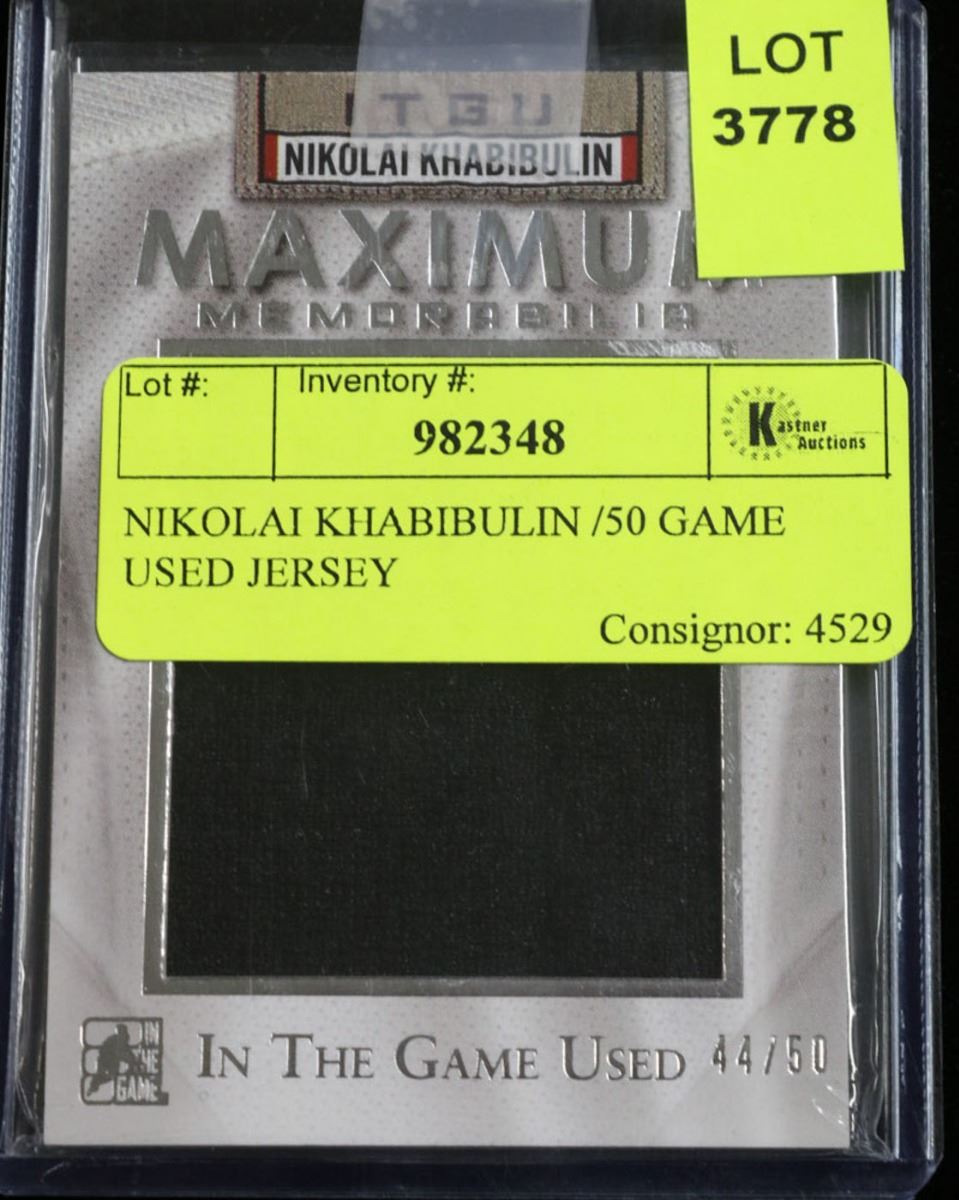 LOT
3778
ITGU
NIKOLAI KHABIBULIN
MAXIMUM
MEMORABILIA
Lot #:
Inventory #:
982348
Kastner
Auctions
NIKOLAI KHABIBULIN /50 GAME
USED JERSEY
Consignor: 4529
IN
THE
GAME
IN THE GAME USED 44/50